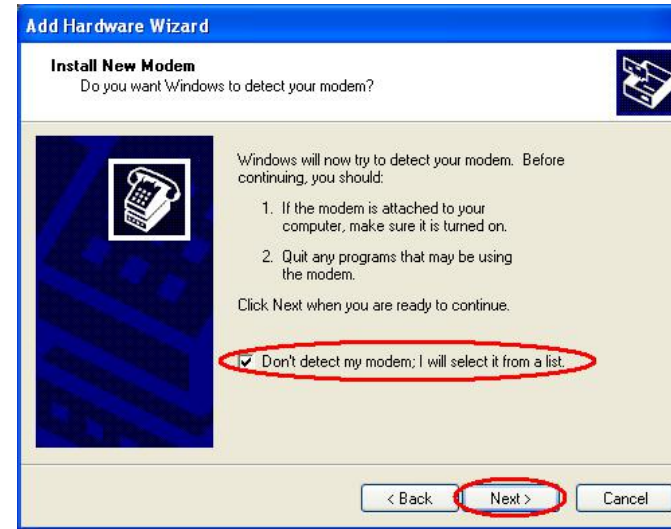 Add Hardware Wizard
Install New Modem
Do you want Windows to detect your modem?
Windows will now try to detect your modem. Before
continuing, you should:
1. If the modem is attached to your
computer, make sure it is turned on.
2. Quit any programs that may be using
the modem.
Click Next when you are ready to continue.
Don't detect my modem; I will select it from a list.
< Back Next > Cancel